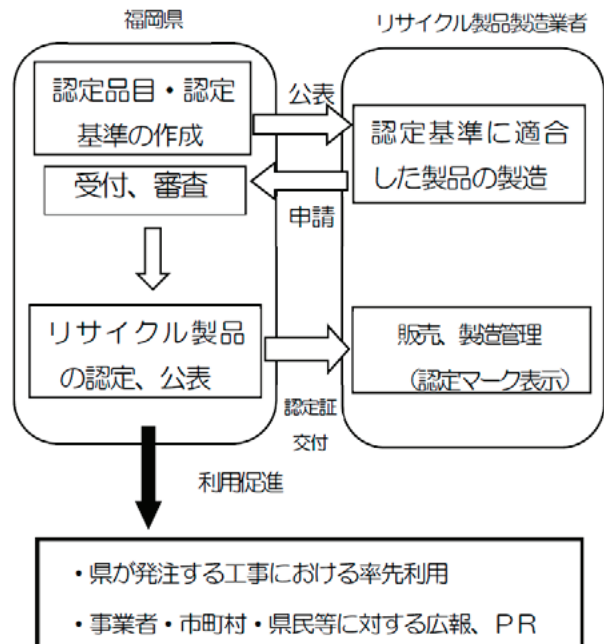 福岡県
リサイクル製品製造業者
認定品目・認定
基準の作成
公表
認定基準に適合
した製品の製造
受付、審査
申請
リサイクル製品
の認定、公表
販売、製造管理
（認定マーク表示）
認定証
交付
利用促進
・県が発注する工事における率先利用
・事業者・市町村・県民等に対する広報、ＰＲ